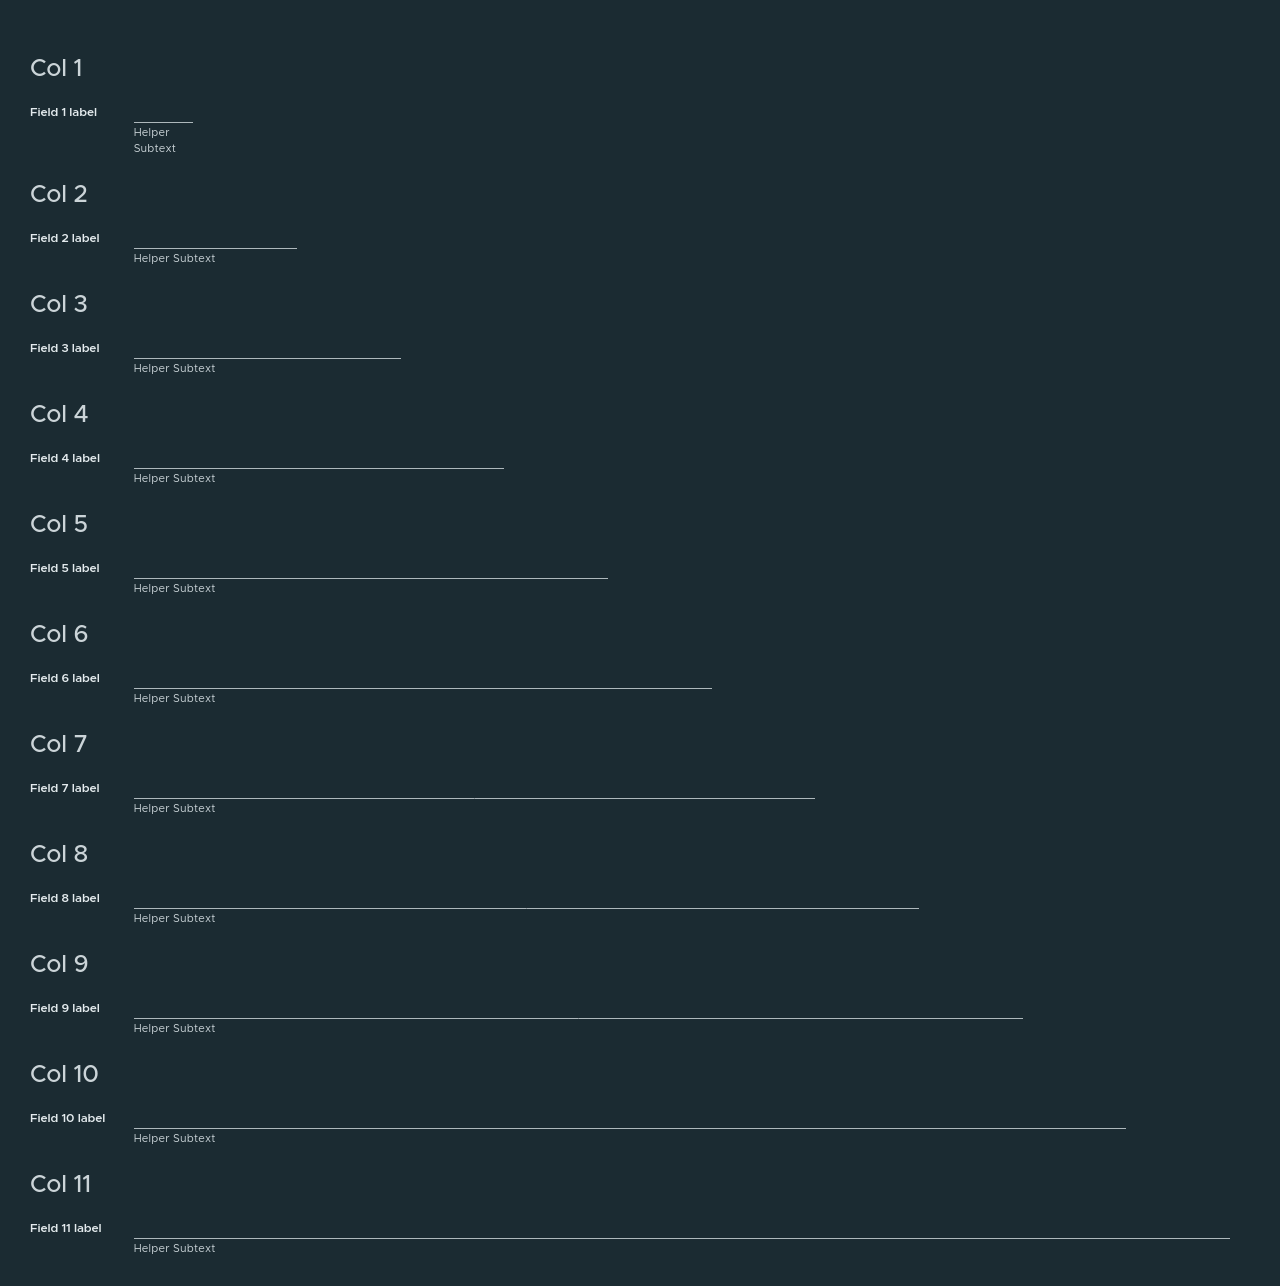 Col 1
Field 1 label
Helper
Subtext
Col 2
Field 2 label
Helper Subtext
Col 3
Field 3 label
Helper Subtext
Col 4
Field 4 label
Helper Subtext
Col 5
Field 5 label
Helper Subtext
Col 6
Field 6 label
Helper Subtext
Col 7
Field 7 label
Helper Subtext
Col 8
Field 8 label
Helper Subtext
Col 9
Field 9 label
Helper Subtext
Col 10
Field 10 label
Helper Subtext
Col 11
Field 11 label
Helper Subtext